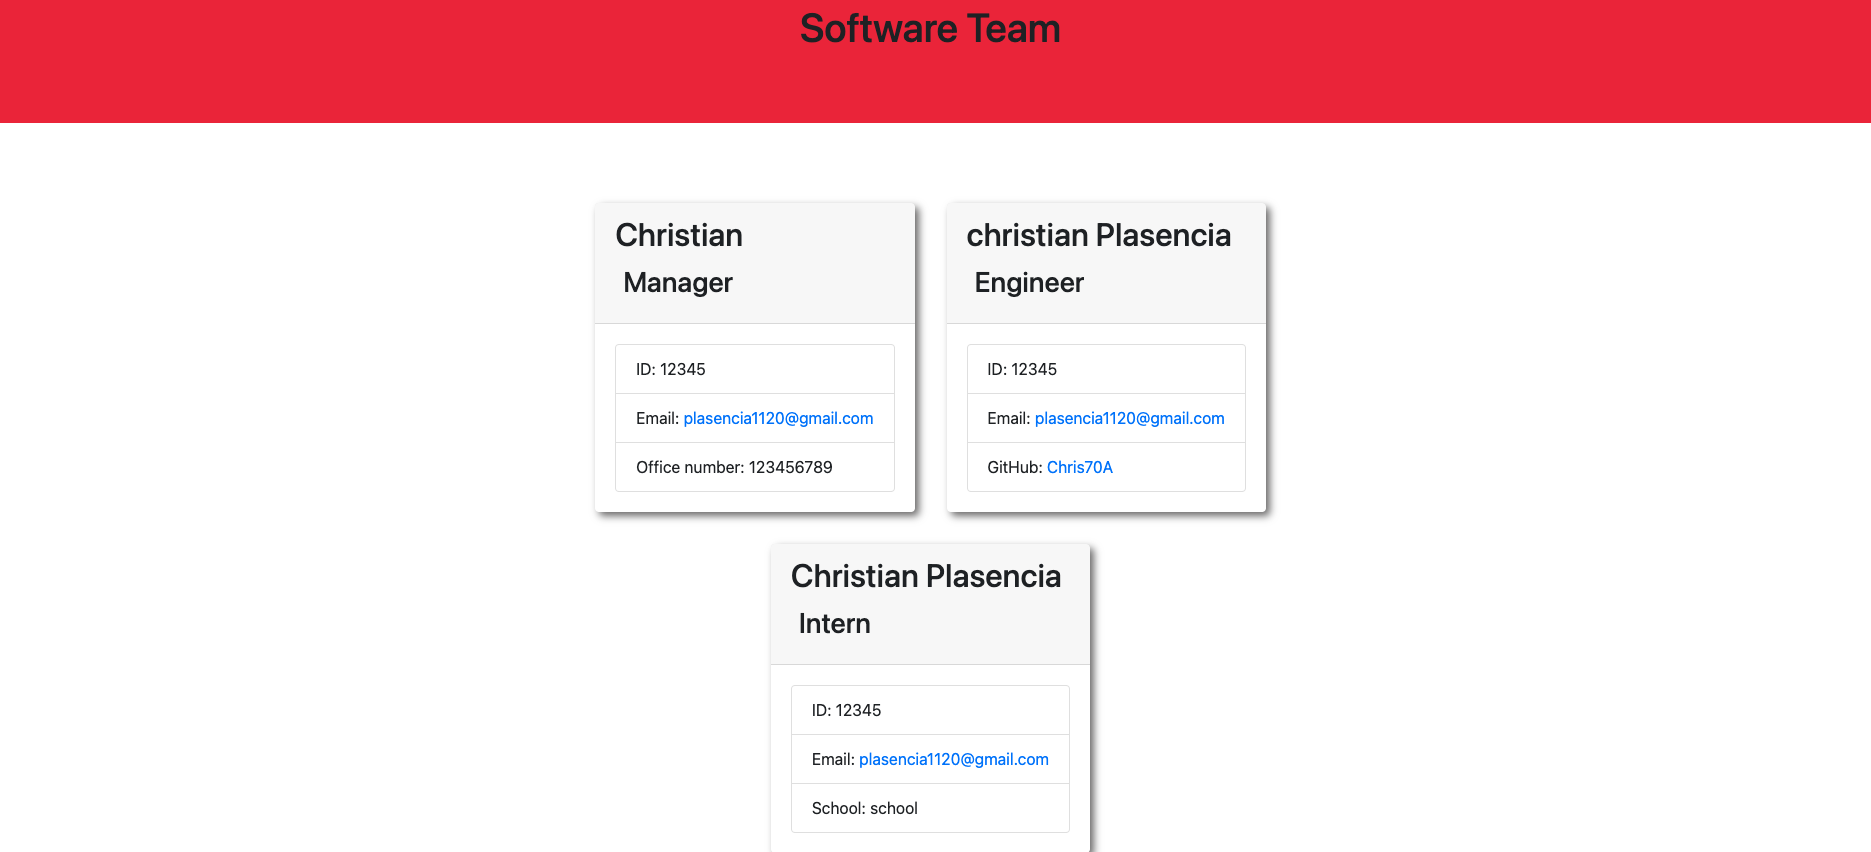 Software Team
Christian
Manager
ID: 12345
Email: plasencia1120@gmail.com
Office number: 123456789
christian Plasencia
Engineer
ID: 12345
Email: plasencia1120@gmail.com
GitHub: Chris70A
Christian Plasencia
Intern
ID: 12345
Email: plasencia1120@gmail.com
School: school